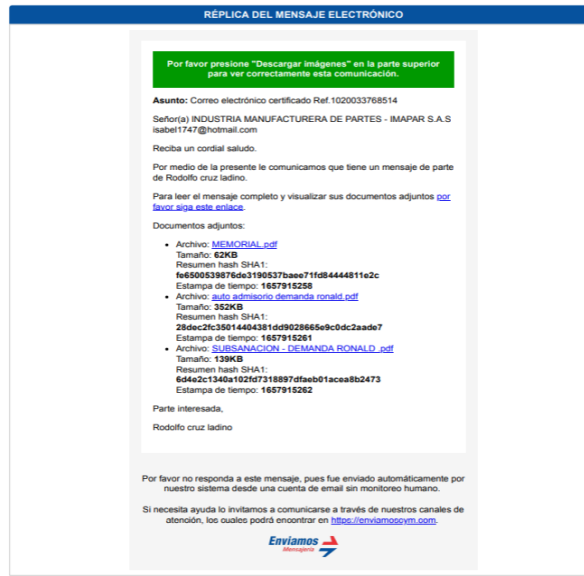 RÉPLICA DEL MENSAJE ELECTRÓNICO
Por favor presione "Descargar imágenes" en la parte superior
para ver correctamente esta comunicación.
Asunto: Correo electrónico certificado Ref.1020033768514
Señor(a) INDUSTRIA MANUFACTURERA DE PARTES - IMAPAR S.A.S
isabel1747@hotmail.com
Reciba un cordial saludo.
Por medio de la presente le comunicamos que tiene un mensaje de parte
de Rodolfo cruz ladino.
Para leer el mensaje completo y visualizar sus documentos adjuntos por
favor siga este enlace.
Documentos adjuntos:
• Archivo: MEMORIAL.pdf
Tamaño: 62KB
Resumen hash SHA1:
fe6500539876de3190537baee71fd84444811e2c
Estampa de tiempo: 1657915258
• Archivo: auto admisorio demanda ronald.pdf
Tamaño: 352KB
Resumen hash SHA1:
28dec2fc35014404381dd9028665e9c0dc2aade7
Estampa de tiempo: 1657915261
• Archivo: SUBSANACION - DEMANDA RONALD .pdf
Tamaño: 139KB
Resumen hash SHA1:
6d4e2c1340a102fd7318897dfaeb01acea8b2473
Estampa de tiempo: 1657915262
Parte interesada,
Rodolfo cruz ladino
Por favor no responda a este mensaje, pues fue enviado automáticamente por
nuestro sistema desde una cuenta de email sin monitoreo humano.
Si necesita ayuda lo invitamos a comunicarse a través de nuestros canales de
atención, los cuales podrá encontrar en https://enviamoscym.com.
Enviamos
Mensajería